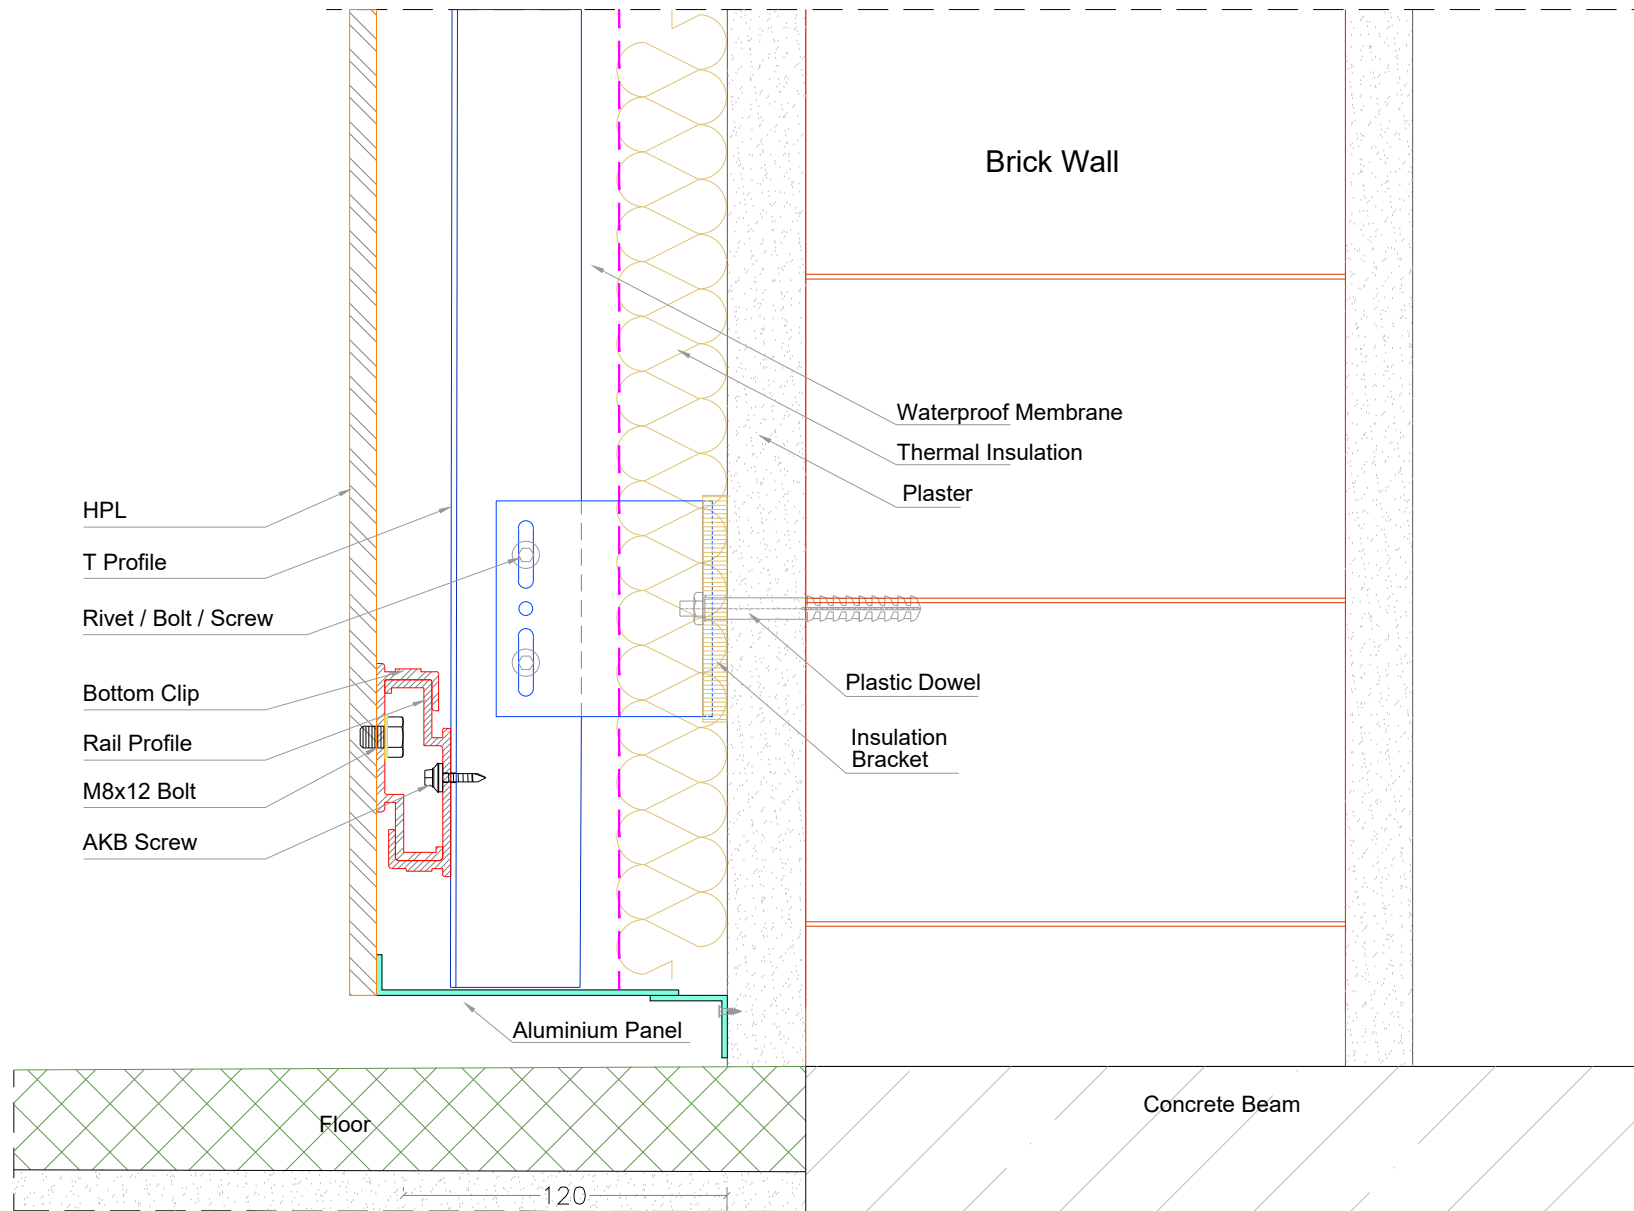 Brick Wall
Waterproof Membrane
Thermal Insulation
Plaster
HPL
T Profile
Rivet / Bolt / Screw
Bottom Clip
Rail Profile
M8x12 Bolt
AKB Screw
Plastic Dowel
Insulation
Bracket
Aluminium Panel
Floor
Concrete Beam
120